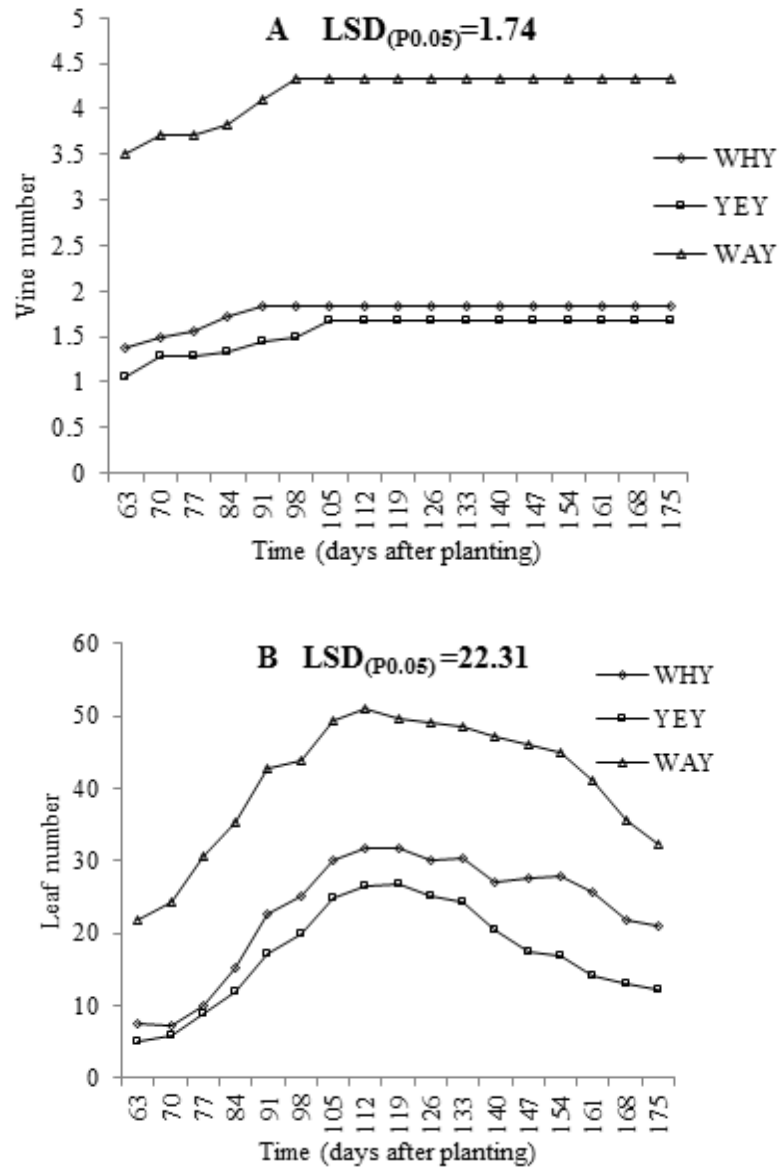 A LSD(P0.05)=1.74
5
4.5
4
3.5
3
2.5
2
1.5
1
0.5
0
Vine number
WHY
YEY
WAY
63 70 77 84 91 98 105 112 119 126 133 140 147 154 161 168 175
Time (days after planting)
B LSD(P0.05) =22.31
60
50
40
30
20
10
0
Leaf number
WHY
YEY
WAY
63 70 77 84 91 98 105 112 119 126 133 140 147 154 161 168 175
Time (days after planting)